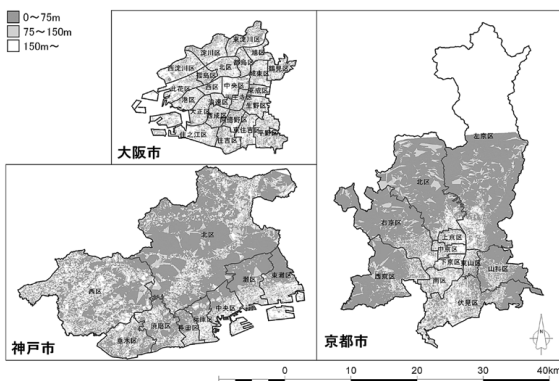 0～75m
75～150m
150m～
東淀川区
淀川区
旭区
西淀川区
都島区
鶴見区
北区
城東区
福島区
此花区
西区
中央区
東成区
天王寺区
港区
浪速区
生野区
大正区
西成区
阿倍野区
東住吉区
平野区
住之江区
住吉区
大阪市
北区
西区
東灘区
灘区
中央区
兵庫区
長田区
須磨区
垂水区
神戸市
左京区
北区
右京区
上京区
中京区
下京区
東山区
山科区
西京区
南区
伏見区
京都市
N
0 10 20 30 40km